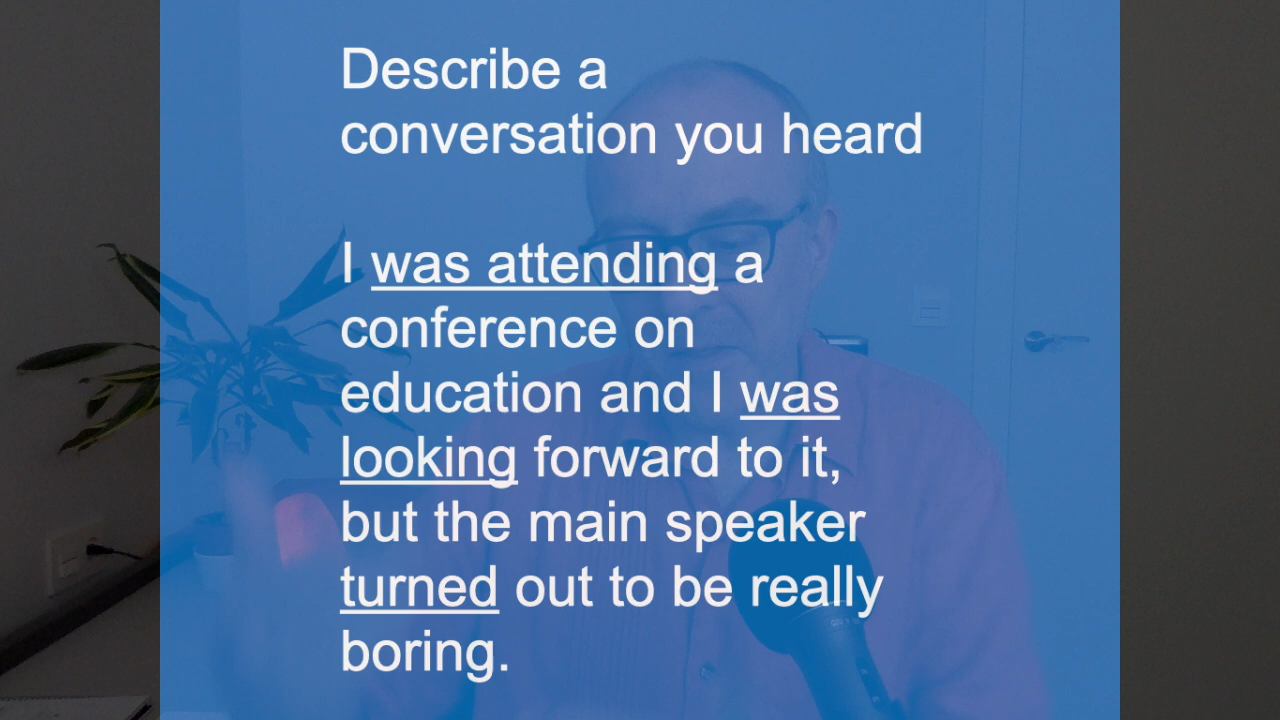 Describe a
conversation you heard
I was attending a
conference on
education and I was
looking forward to it,
but the main speaker
turned out to be really
boring.